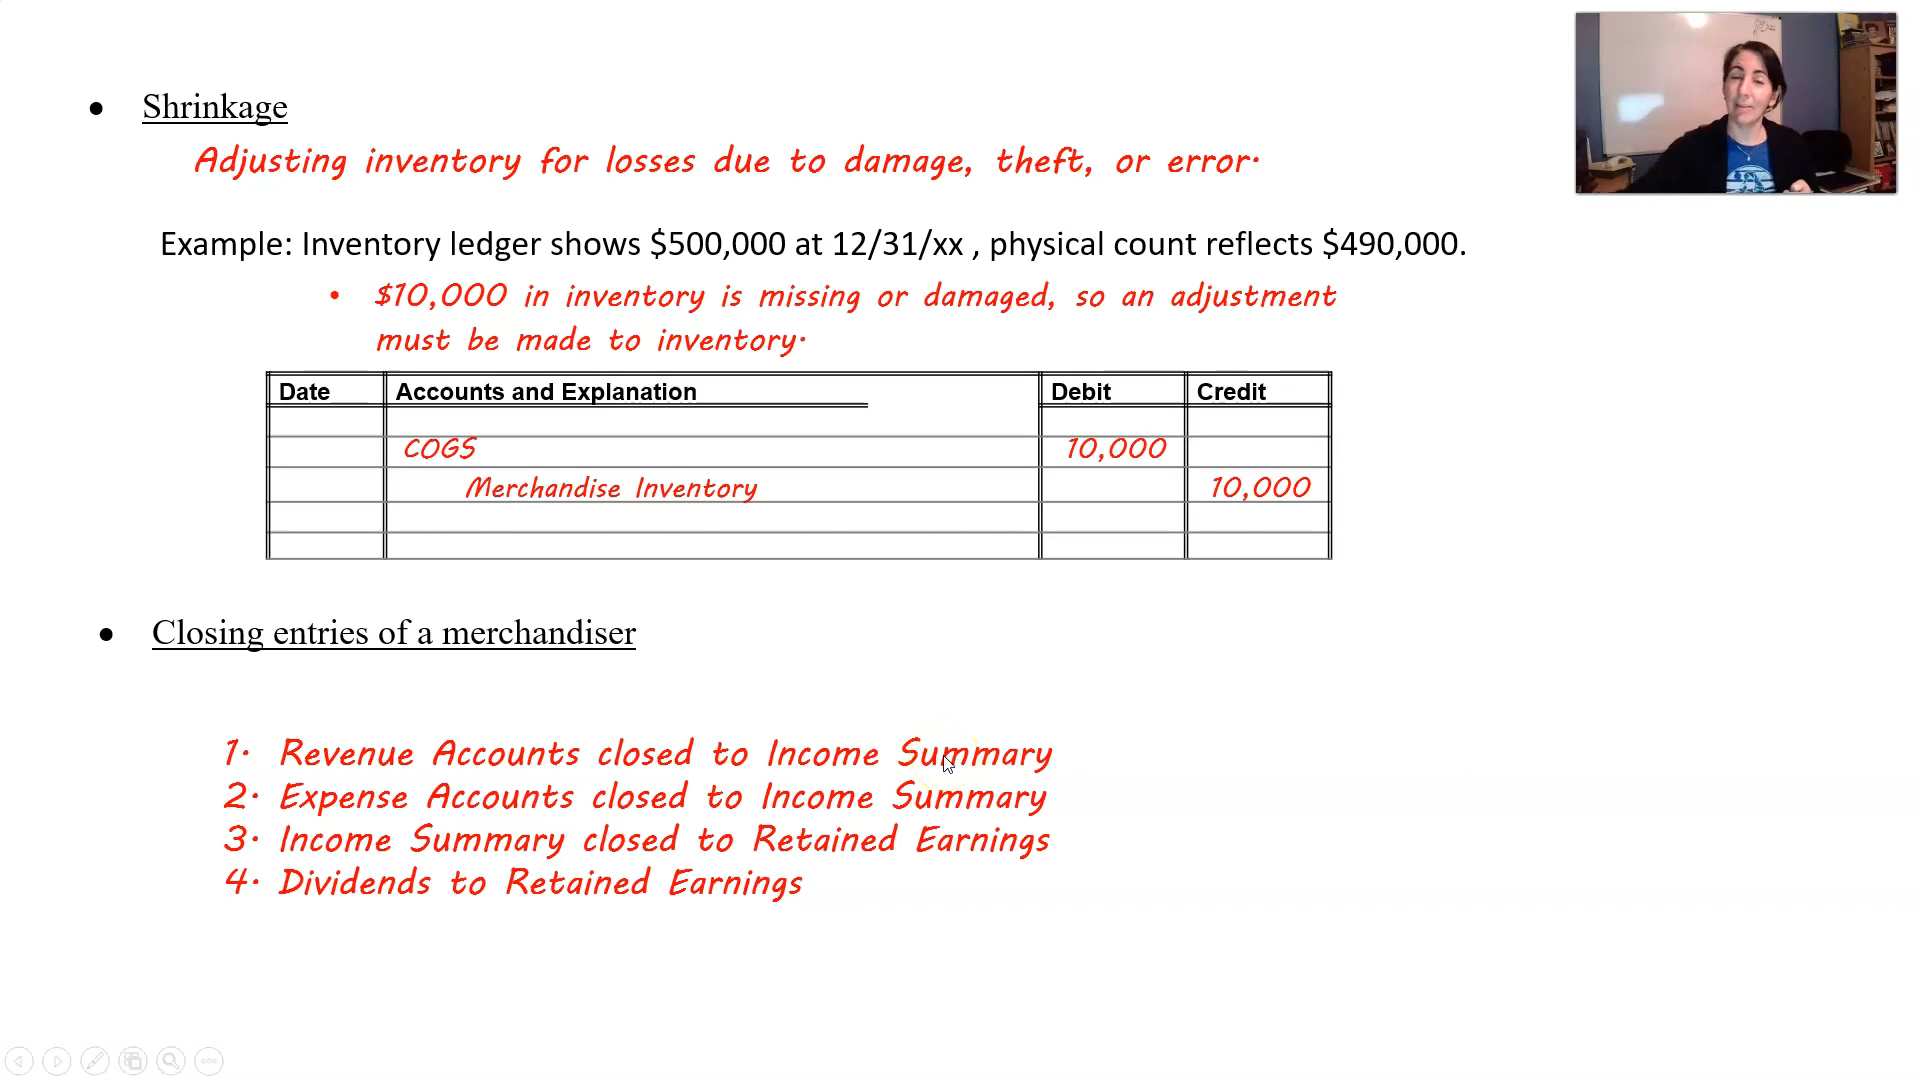 • Shrinkage
Adjusting inventory for losses due to damage, theft, or error.
Example: Inventory ledger shows $500,000 at 12/31/xx , physical count reflects $490,000.
• $10,000 in inventory is missing or damaged, so an adjustment
must be made to inventory.
Date Accounts and Explanation Debit Credit
COGS 10,000
Merchandise Inventory 10,000
• Closing entries of a merchandiser
1. Revenue Accounts closed to Income Summary
2. Expense Accounts closed to Income Summary
3. Income Summary closed to Retained Earnings
4. Dividends to Retained Earnings